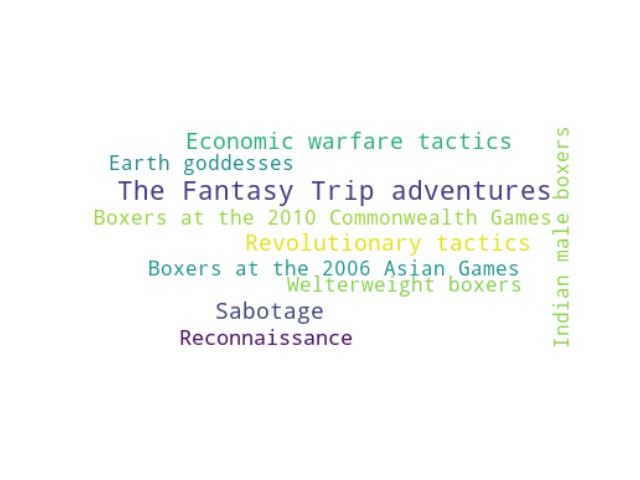 Economic warfare tactics
Earth goddesses
The Fantasy Trip adventures
Boxers at the 2010 Commonwealth Games
Revolutionary tactics
Boxers at the 2006 Asian Games
Welterweight boxers
Sabotage
Reconnaissance
Indian male boxers